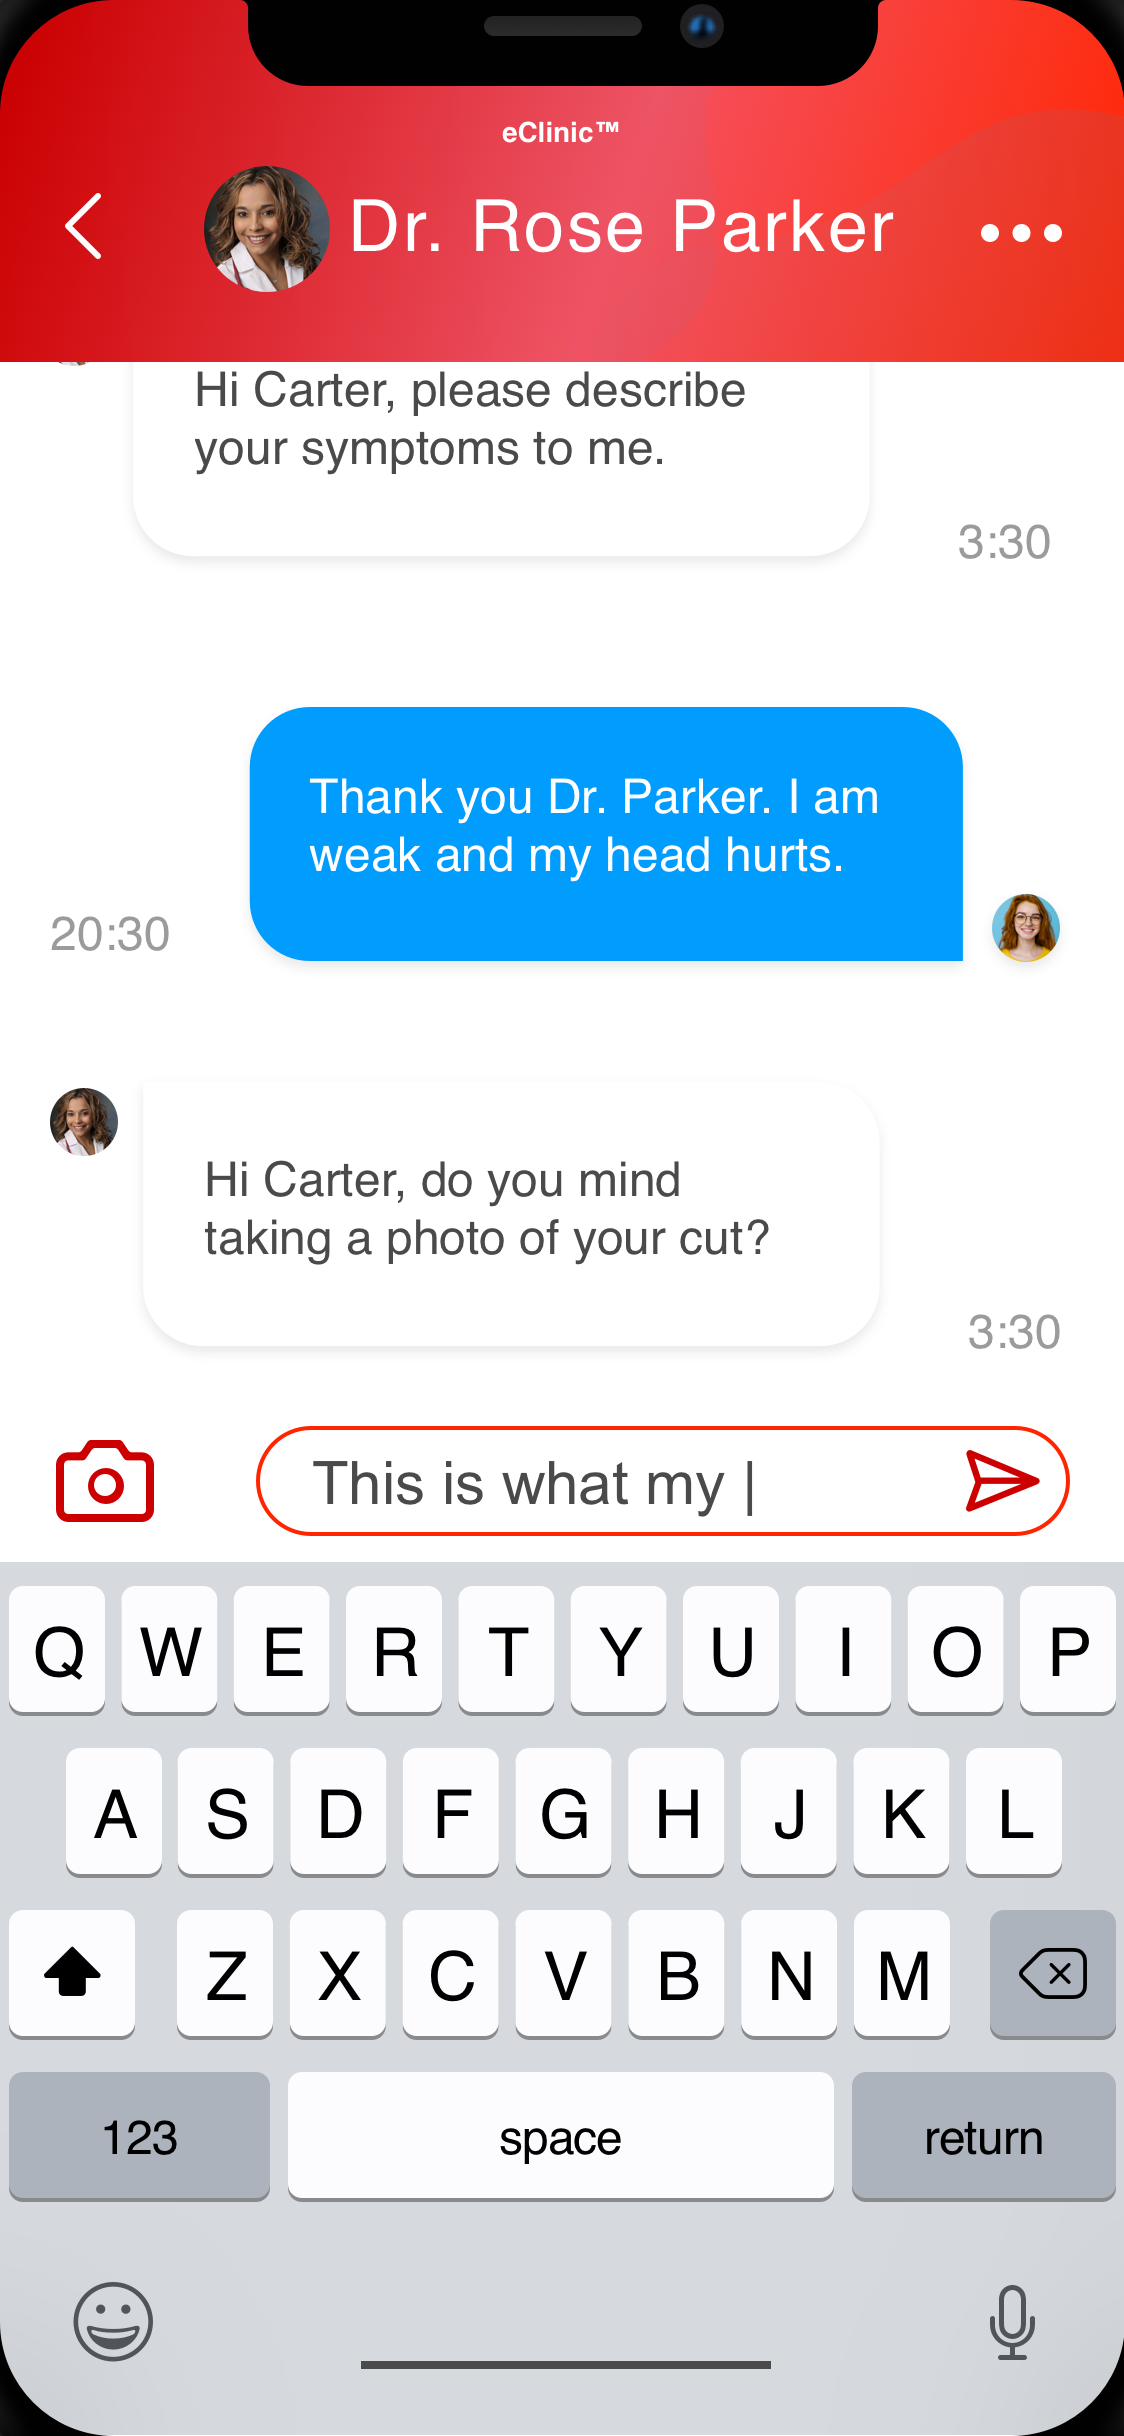 eClinic™
Dr. Rose Parker
Hi Carter, please describe
your symptoms to me.
3:30
Thank you Dr. Parker. I am
weak and my head hurts.
20:30
Hi Carter, do you mind
taking a photo of your cut?
3:30
This is what my |
Q W E R T Y U I O P
A S D F G H J K L
Z X C V B N M
123 space return